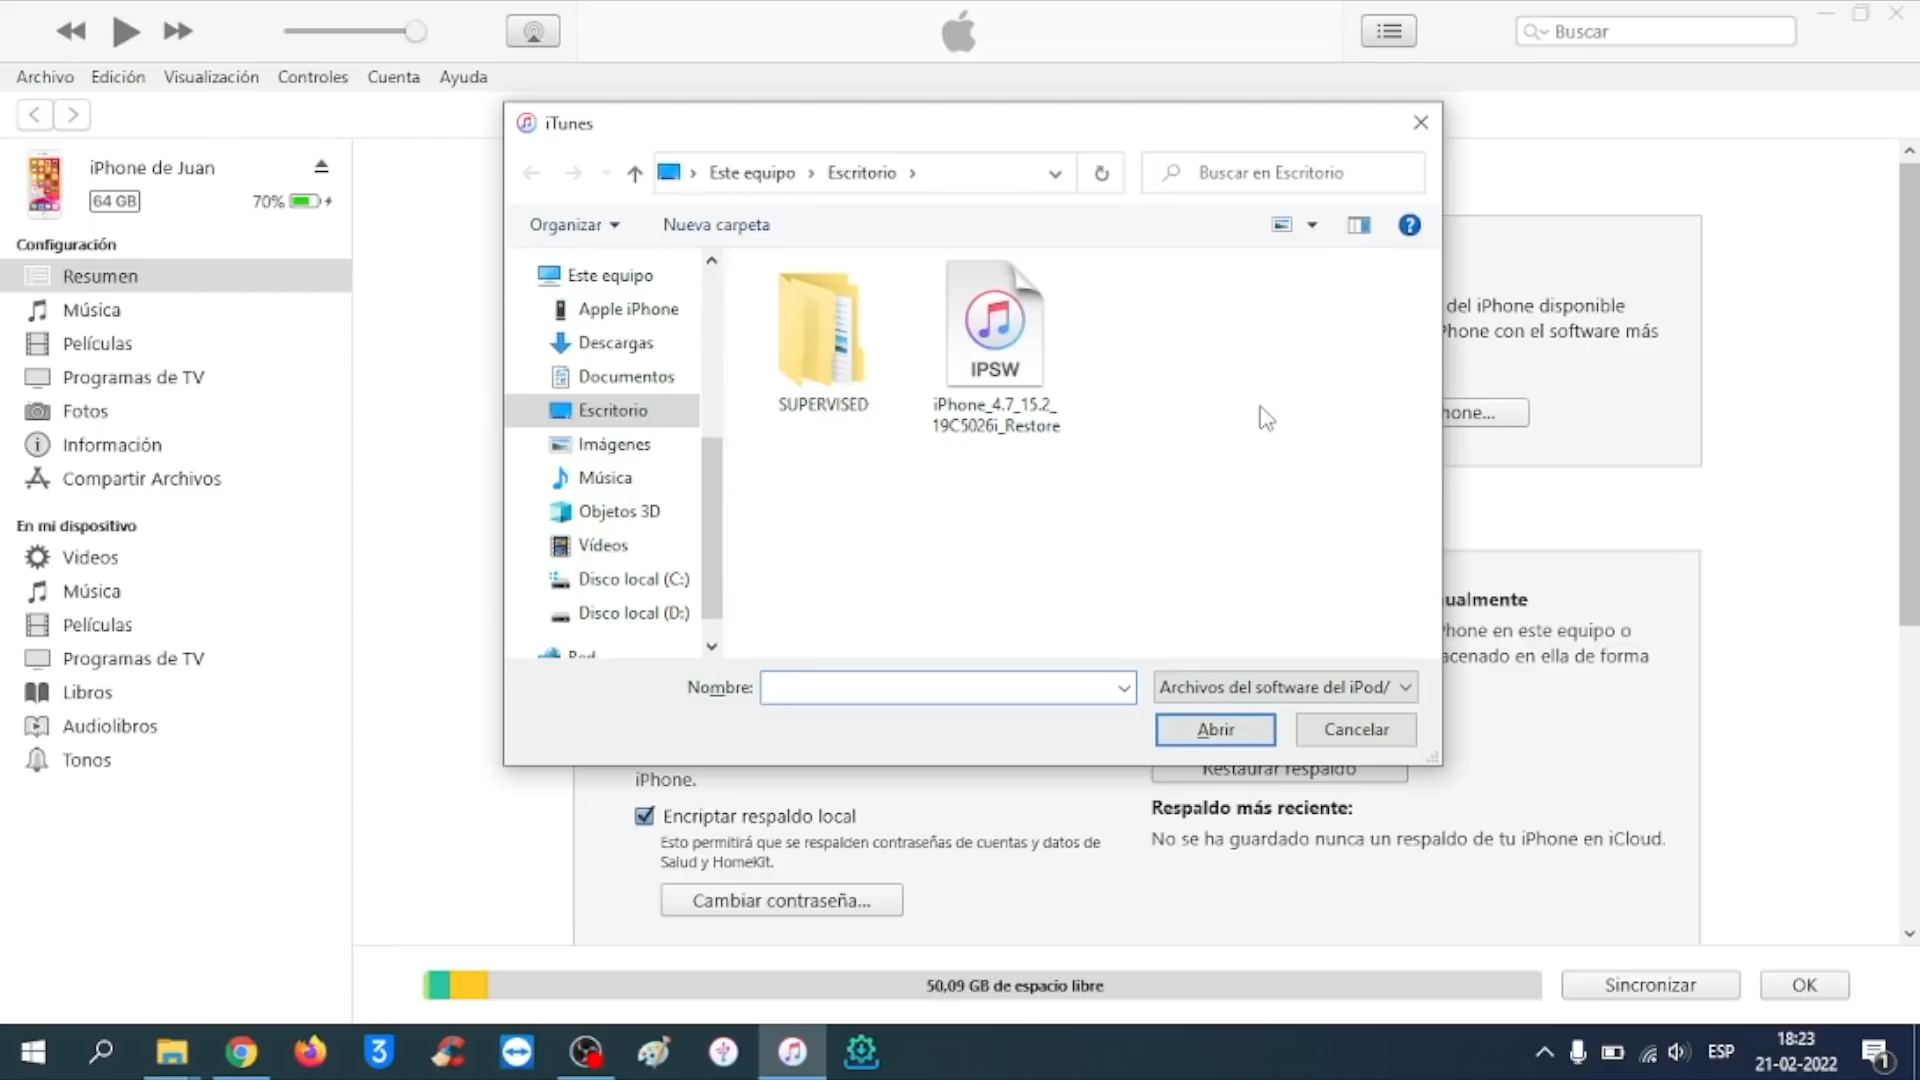 Buscar
Archivo Edición Visualización Controles Cuenta Ayuda
iPhone de Juan
64 GB
70%
Configuración
Resumen
Música
Películas
Programas de TV
Fotos
Información
Compartir Archivos
En mi dispositivo
Videos
Música
Películas
Programas de TV
Libros
Audiolibros
Tonos
iTunes
Este equipo › Escritorio ›
Buscar en Escritorio
Organizar
Nueva carpeta
Este equipo
Apple iPhone
Descargas
Documentos
Escritorio
Imágenes
Música
Objetos 3D
Vídeos
Disco local (C:)
Disco local (D:)
Red
SUPERVISED
IPSW
iPhone_4.7_15.2_
19C5026i_Restore
Nombre:
Archivos del software del iPod/
Abrir
Cancelar
del iPhone disponible
Phone con el software más
hone...
ualmente
Phone en este equipo o
acenado en ella de forma
Restaurar respaldo
iPhone.
Encriptar respaldo local
Esto permitirá que se respalden contraseñas de cuentas y datos de
Salud y HomeKit.
Cambiar contraseña...
Respaldo más reciente:
No se ha guardado nunca un respaldo de tu iPhone en iCloud.
50,09 GB de espacio libre
Sincronizar
OK
3
ESP
18:23
21-02-2022
1